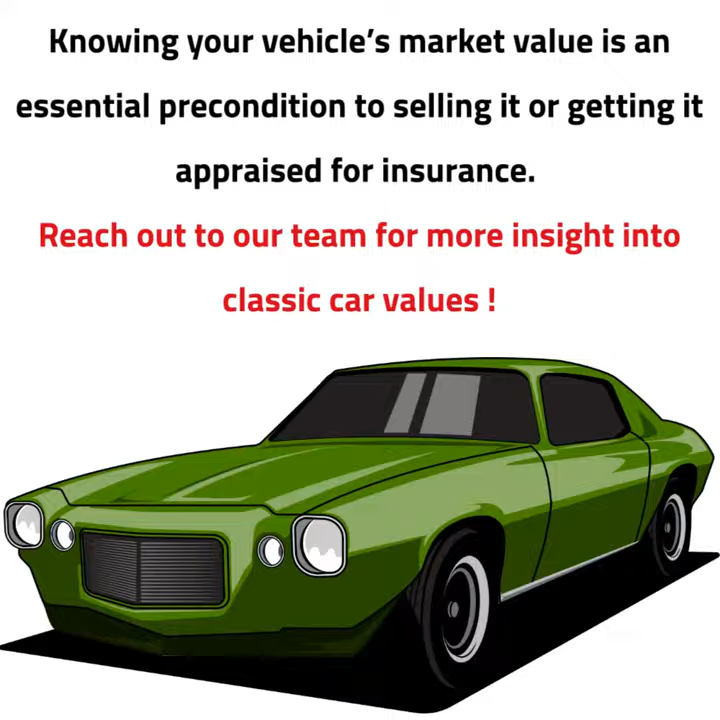 Knowing your vehicle’s market value is an
essential precondition to selling it or getting it
appraised for insurance.
Reach out to our team for more insight into
classic car values !